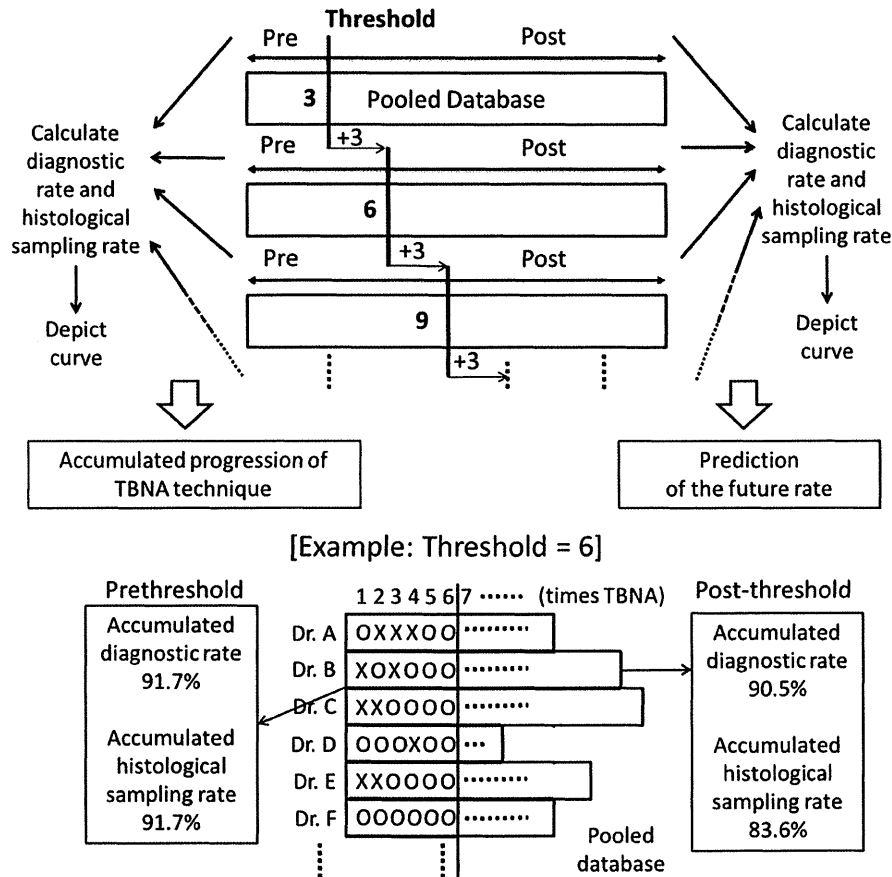 Threshold
Pre Post
3 Pooled Database
+3
Pre Post
6
+3
Pre Post
9
+3
Calculate
diagnostic
rate and
histological
sampling rate
Depict
curve
Calculate
diagnostic
rate and
histological
sampling rate
Depict
curve
Accumulated progression of
TBNA technique
Prediction
of the future rate
[Example: Threshold = 6]
Prethreshold
Accumulated
diagnostic rate
91.7%
Accumulated
histological
sampling rate
91.7%
1 2 3 4 5 6 7 ······ (times TBNA)
Dr. A OXXXOO ·········
Dr. B XOXOOO ·········
Dr. C XXOOOO ·········
Dr. D OOOXOO ···
Dr. E XXOOOO ·········
Dr. F OOOOOO ·········
Pooled
database
Post-threshold
Accumulated
diagnostic rate
90.5%
Accumulated
histological
sampling rate
83.6%